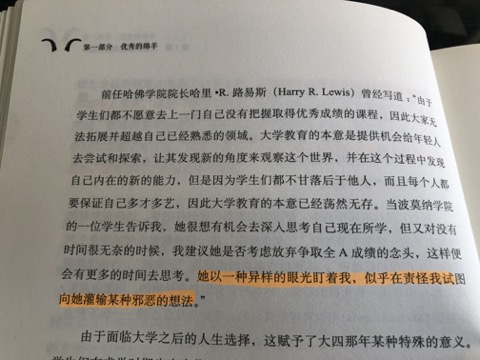 第一部分 优秀的绵羊
前任哈佛学院院长哈里·R. 路易斯（Harry R. Lewis）曾经写道：“由于
学生们都不愿意去上一门自己没有把握取得优秀成绩的课程，因此大家无
法拓展并超越自己已经熟悉的领域。大学教育的本意是提供机会给年轻人
去尝试和探索，让其发现新的角度来观察这个世界，并在这个过程中发现
自己内在的新的能力，但是因为学生们都不甘落后于他人，而且每个人都
要保证自己多才多艺，因此大学教育的本意已经荡然无存。当波莫纳学院
的一位学生告诉我，她很想有机会去深入思考自己现在所学，但又对没有
时间很无奈的时候，我建议她是否考虑放弃争取全 A 成绩的念头，这样便
会有更多的时间去思考。她以一种异样的眼光盯着我，似乎在责怪我试图
向她灌输某种邪恶的想法。”
由于面临大学之后的人生选择，这赋予了大四那年某种特殊的意义。